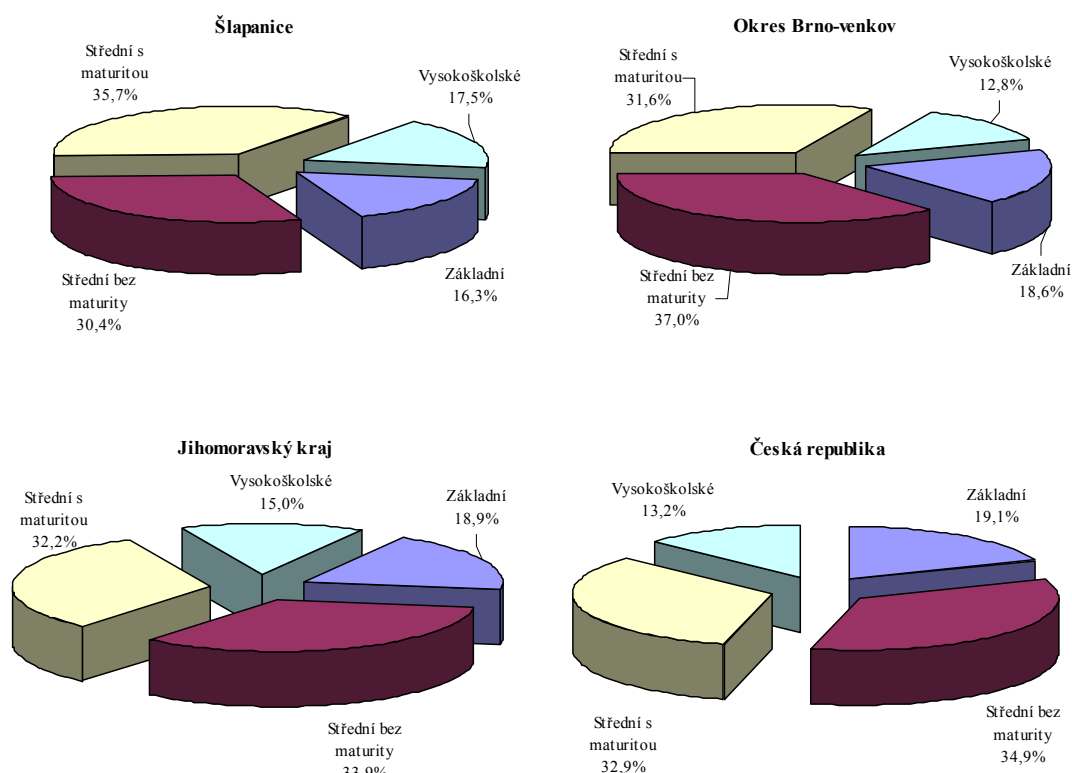 Šlapanice
Střední s
maturitou
35,7%
Vysokoškolské
17,5%
Střední bez
maturity
30,4%
Základní
16,3%
Okres Brno-venkov
Střední s
maturitou
31,6%
Vysokoškolské
12,8%
Střední bez
maturity
37,0%
Základní
18,6%
Jihomoravský kraj
Střední s
maturitou
32,2%
Vysokoškolské
15,0%
Základní
18,9%
Střední bez
maturity
33,9%
Česká republika
Vysokoškolské
13,2%
Základní
19,1%
Střední s
maturitou
32,9%
Střední bez
maturity
34,9%